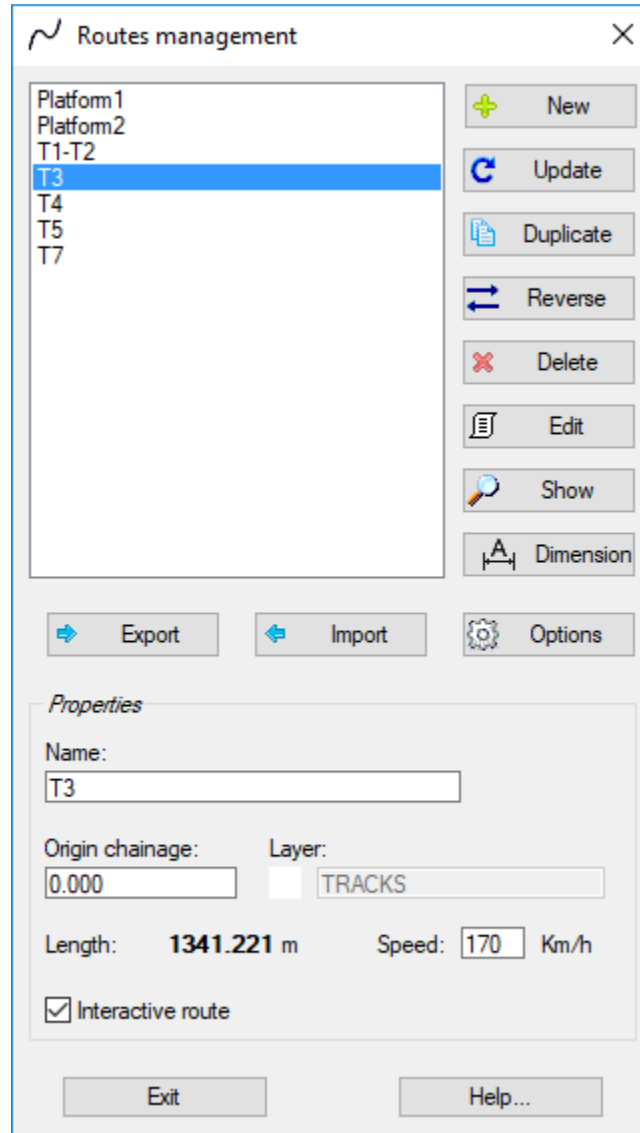 Routes management
Platform1
Platform2
T1-T2
T3
T4
T5
T7
New
Update
Duplicate
Reverse
Delete
Edit
Show
A Dimension
Export Import Options
Properties
Name:
T3
Origin chainage: Layer:
0.000 TRACKS
Length: 1341.221 m Speed: 170 Km/h
Interactive route
Exit Help...